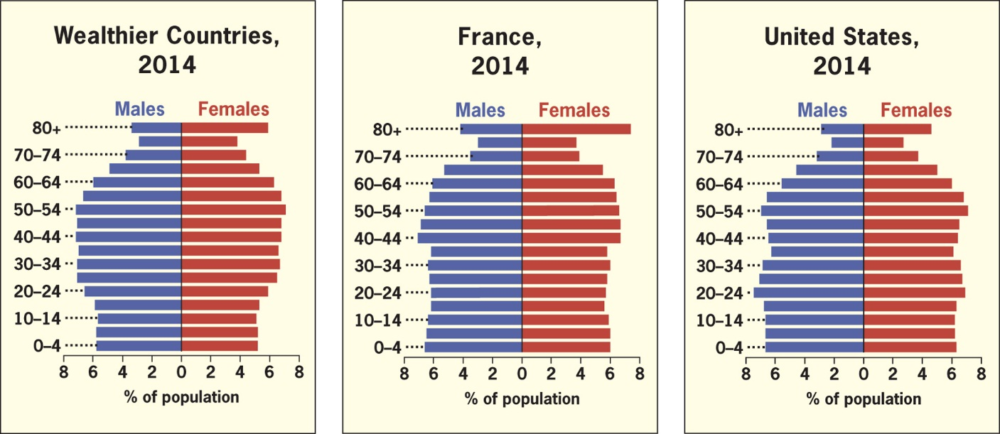 Wealthier Countries,
2014
Males Females
80+
70–74
60–64
50–54
40–44
30–34
20–24
10–14
0–4
8 6 4 2 0 2 4 6 8
% of population
France,
2014
Males Females
80+
70–74
60–64
50–54
40–44
30–34
20–24
10–14
0–4
8 6 4 2 0 2 4 6 8
% of population
United States,
2014
Males Females
80+
70–74
60–64
50–54
40–44
30–34
20–24
10–14
0–4
8 6 4 2 0 2 4 6 8
% of population